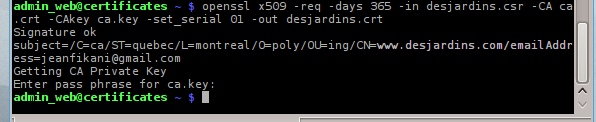 admin_web@certificates ~ $ openssl x509 -req -days 365 -in desjardins.csr -CA ca
.crt -CAkey ca.key -set_serial 01 -out desjardins.crt
Signature ok
subject=/C=ca/ST=quebec/L=montreal/O=poly/OU=ing/CN=www.desjardins.com/emailAddr
ess=jeanfikani@gmail.com
Getting CA Private Key
Enter pass phrase for ca.key:
admin_web@certificates ~ $